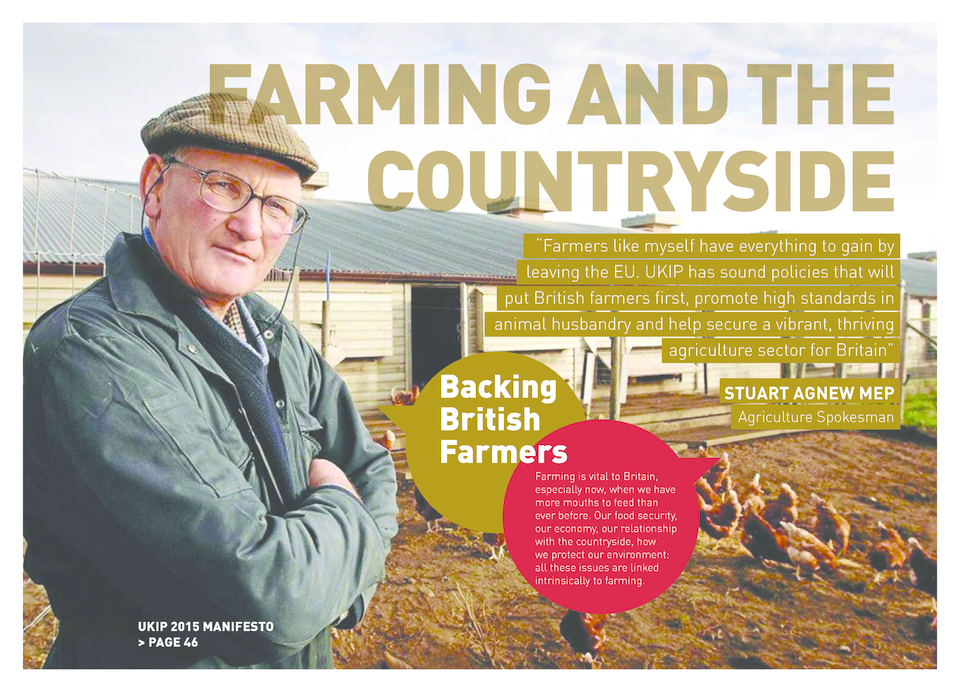 FARMING AND THE
COUNTRYSIDE
“Farmers like myself have everything to gain by
leaving the EU. UKIP has sound policies that will
put British farmers first, promote high standards in
animal husbandry and help secure a vibrant, thriving
agriculture sector for Britain”
STUART AGNEW MEP
Agriculture Spokesman
Backing
British
Farmers
Farming is vital to Britain,
especially now, when we have
more mouths to feed than
ever before. Our food security,
our economy, our relationship
with the countryside, how
we protect our environment:
all these issues are linked
intrinsically to farming.
UKIP 2015 MANIFESTO
> PAGE 46